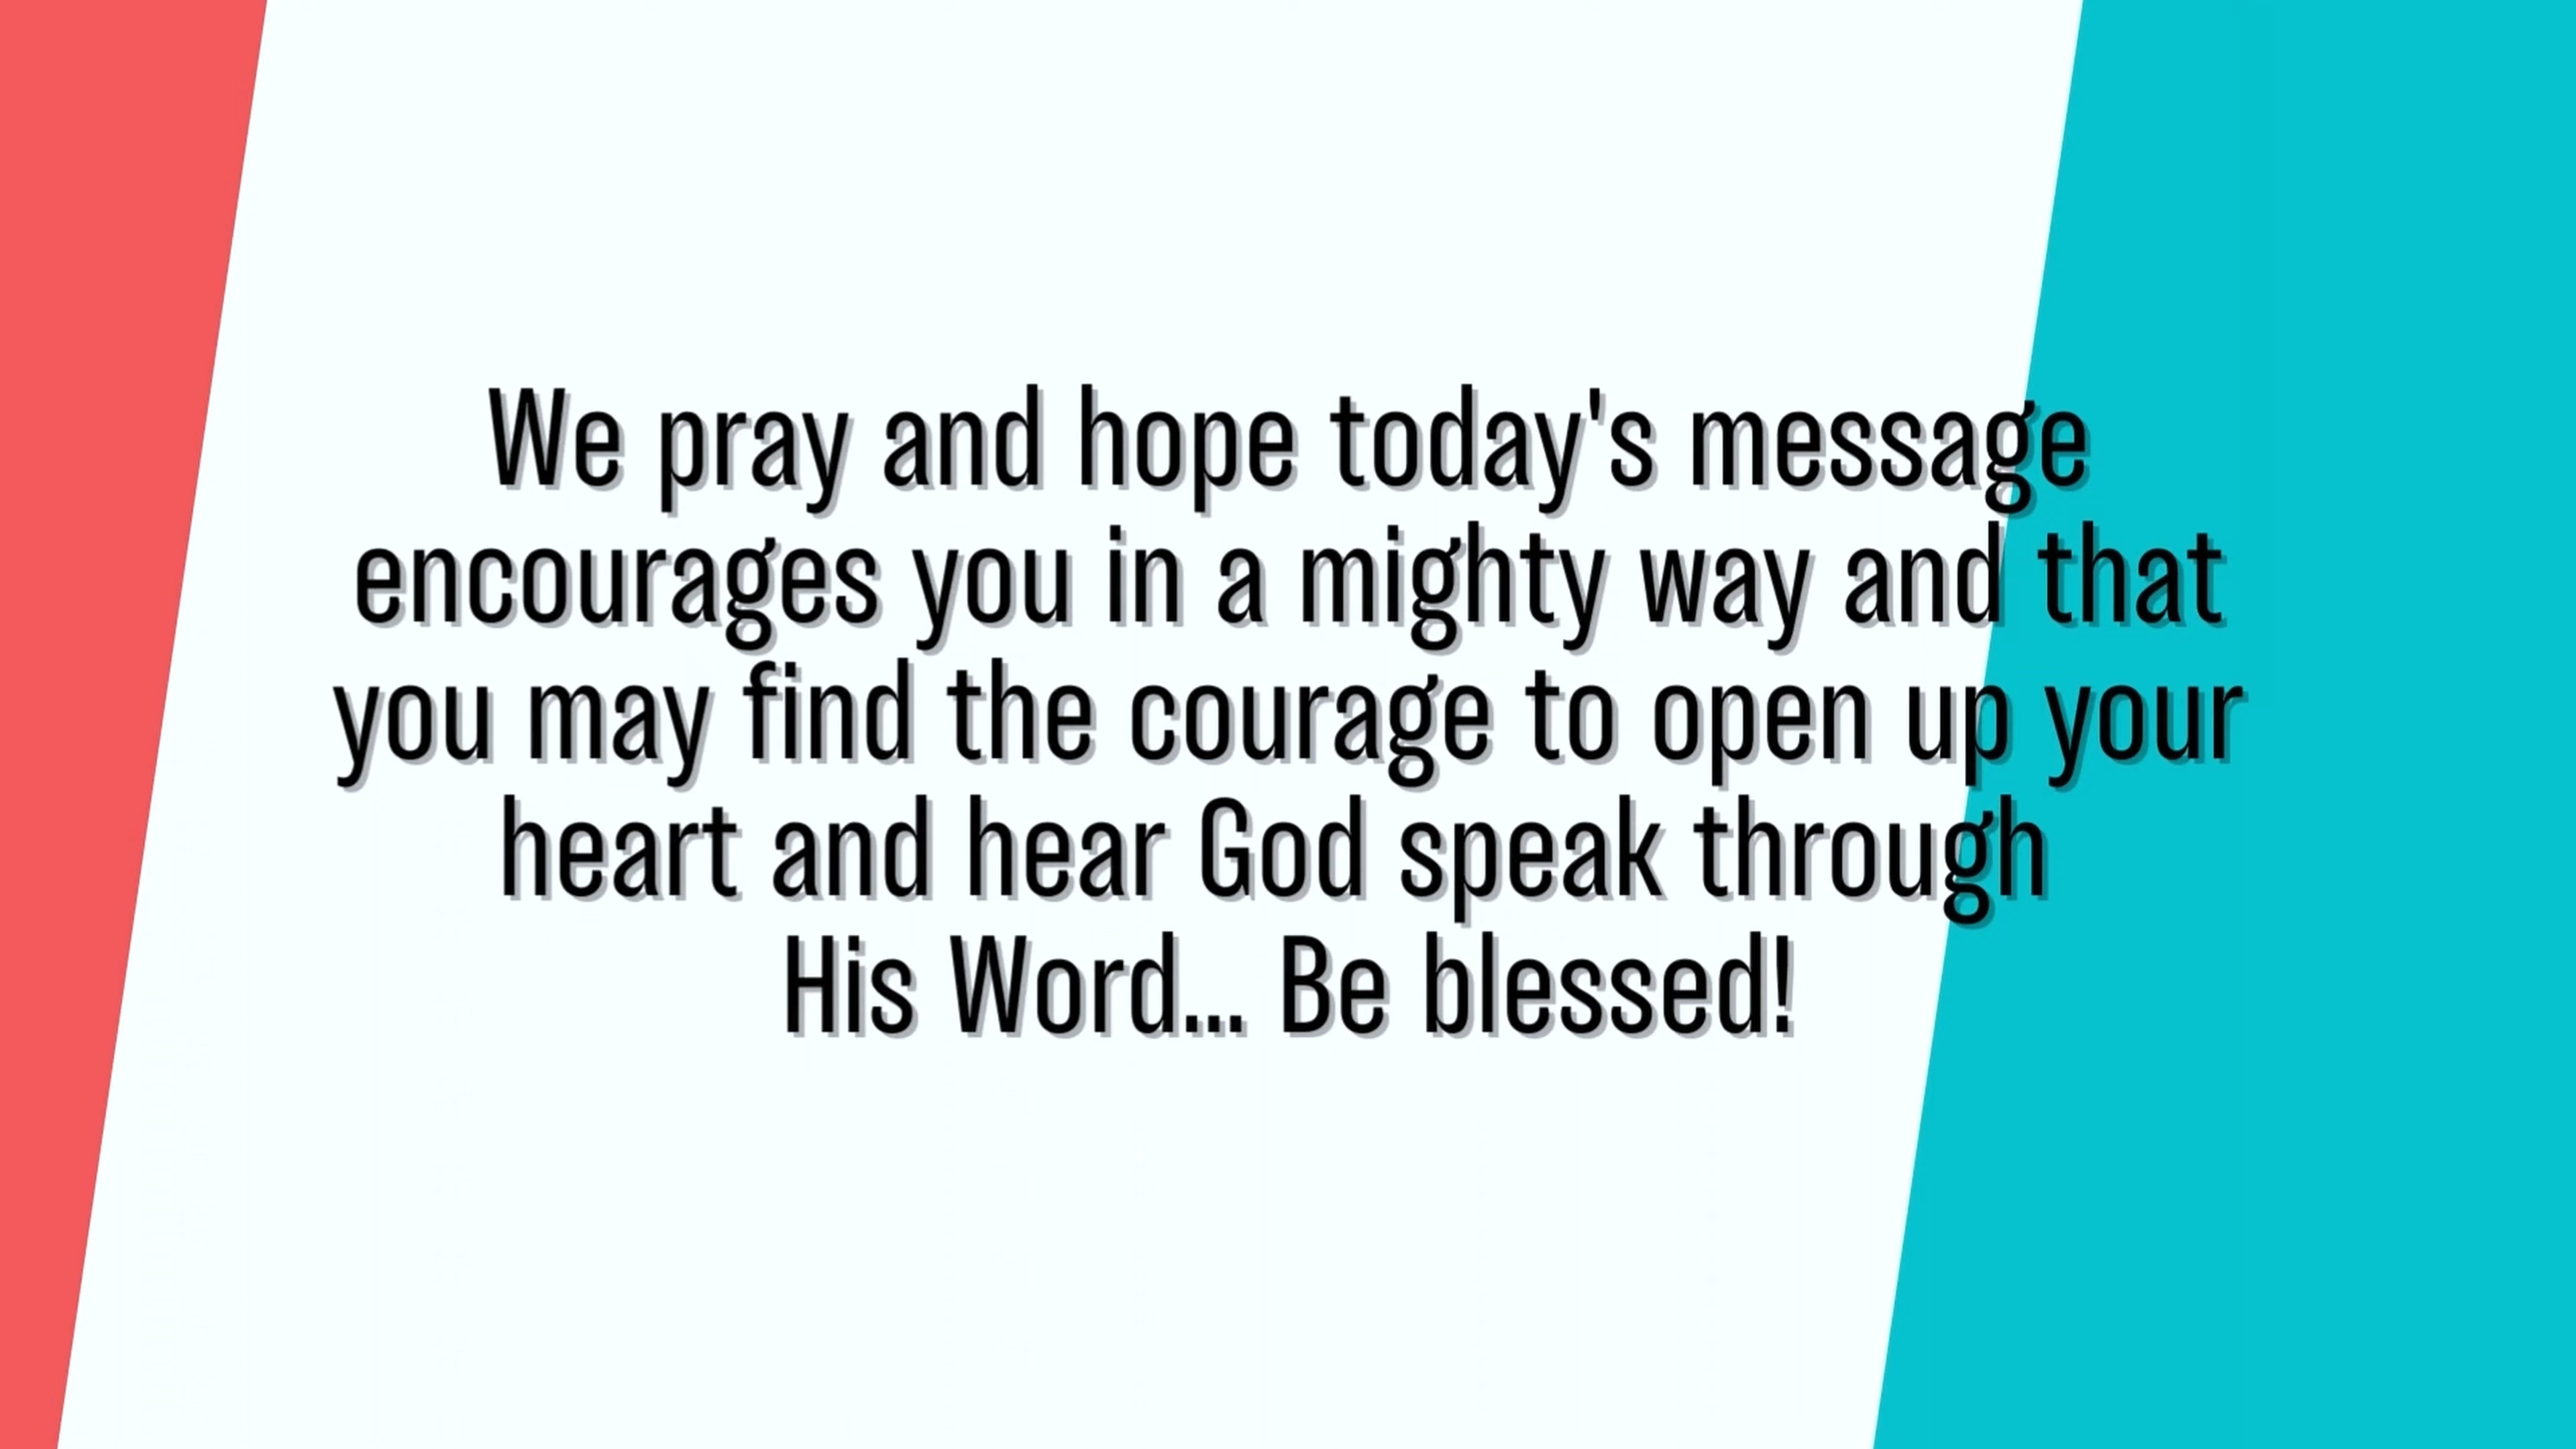 We pray and hope today's message
encourages you in a mighty way and that
you may find the courage to open up your
heart and hear God speak through
His Word... Be blessed!